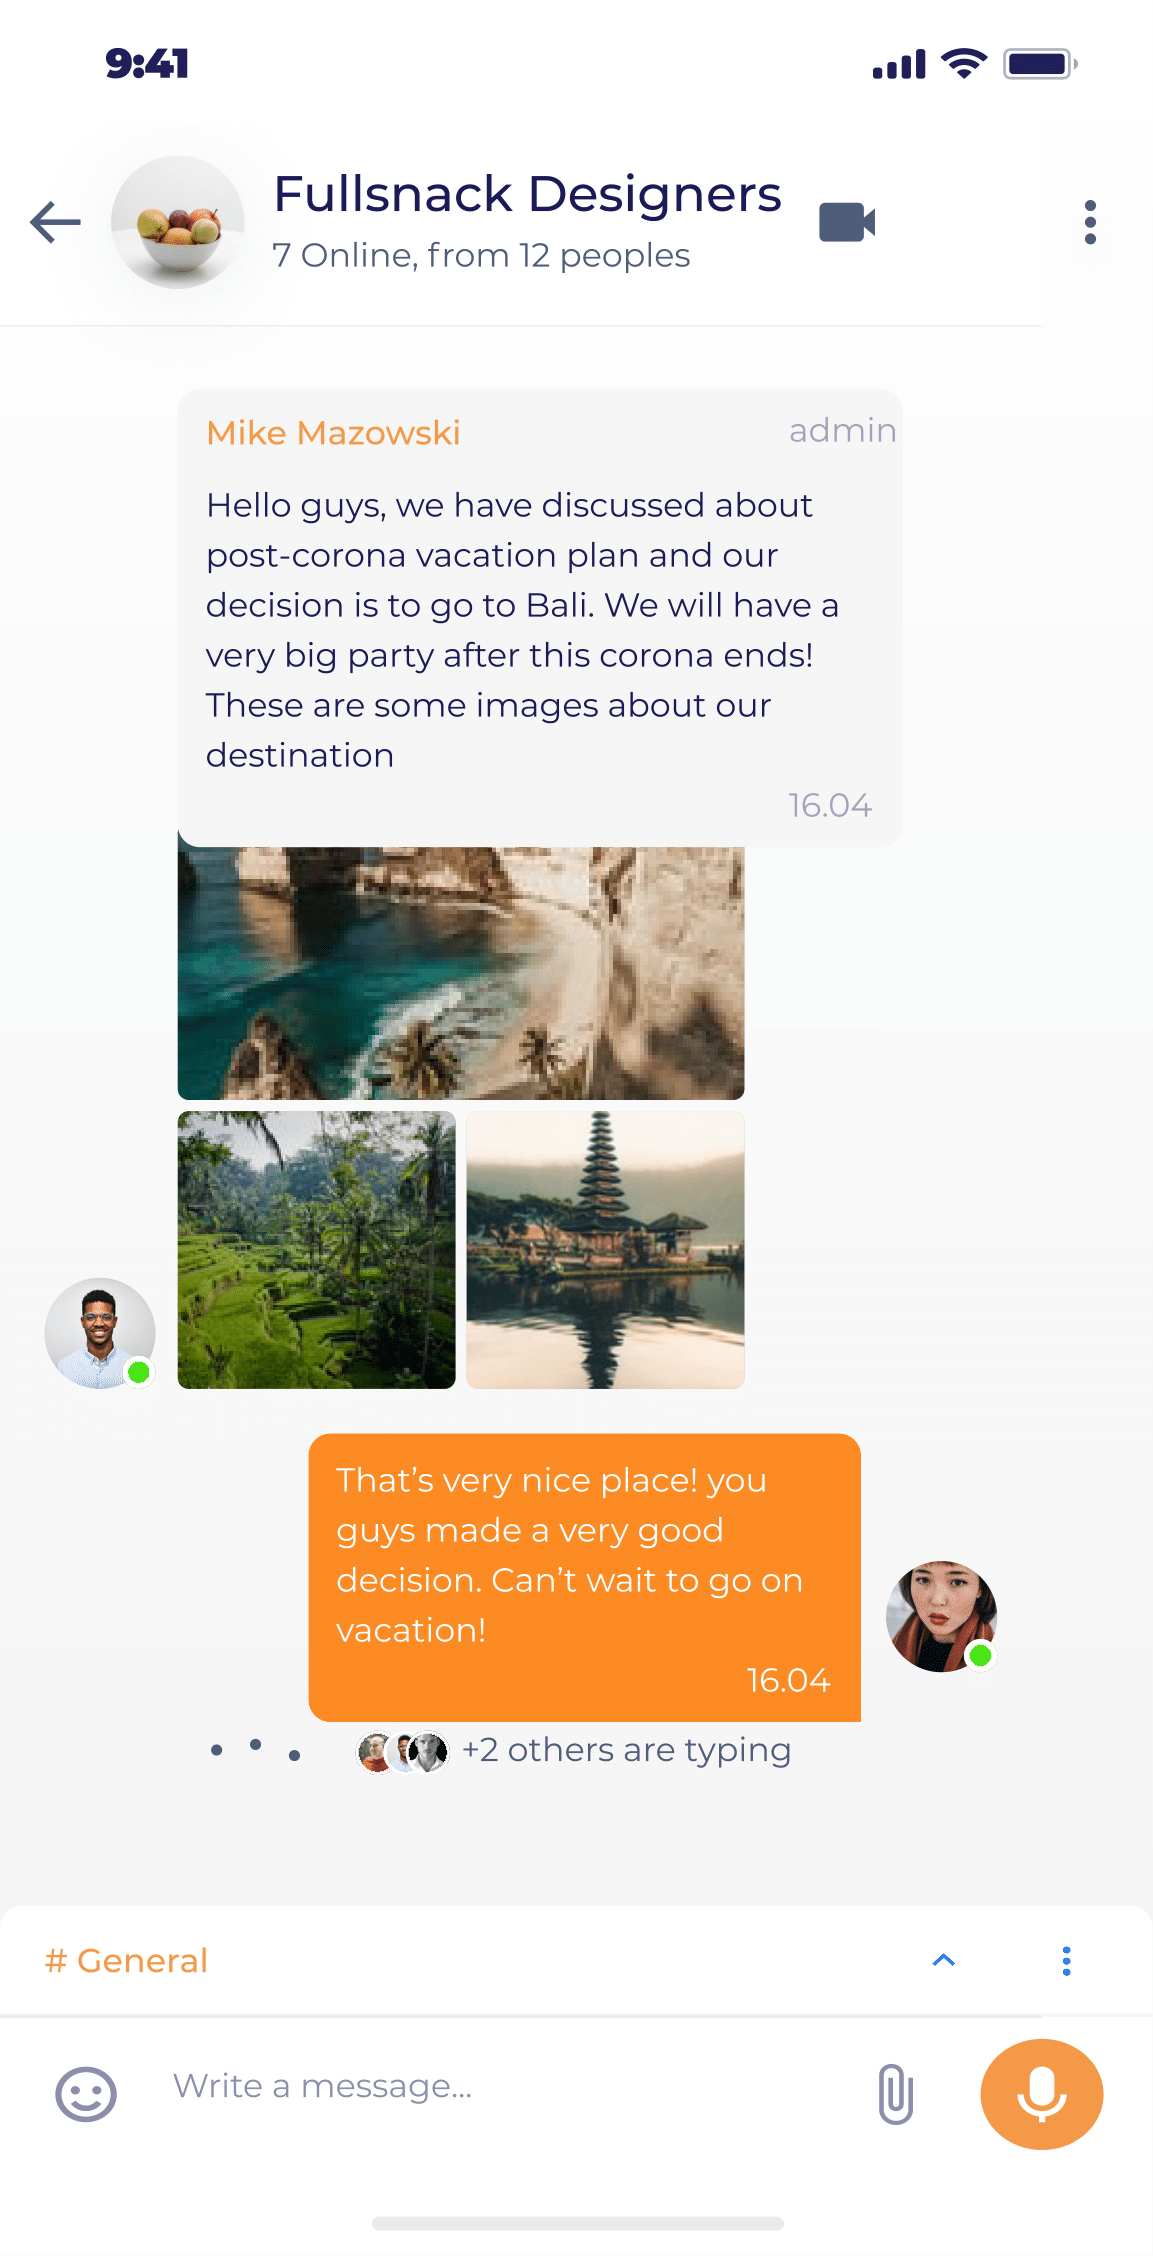 9:41
Fullsnack Designers
7 Online, from 12 peoples
Mike Mazowski
admin
Hello guys, we have discussed about
post-corona vacation plan and our
decision is to go to Bali. We will have a
very big party after this corona ends!
These are some images about our
destination
16.04
That’s very nice place! you
guys made a very good
decision. Can’t wait to go on
vacation!
16.04
+2 others are typing
# General
Write a message...